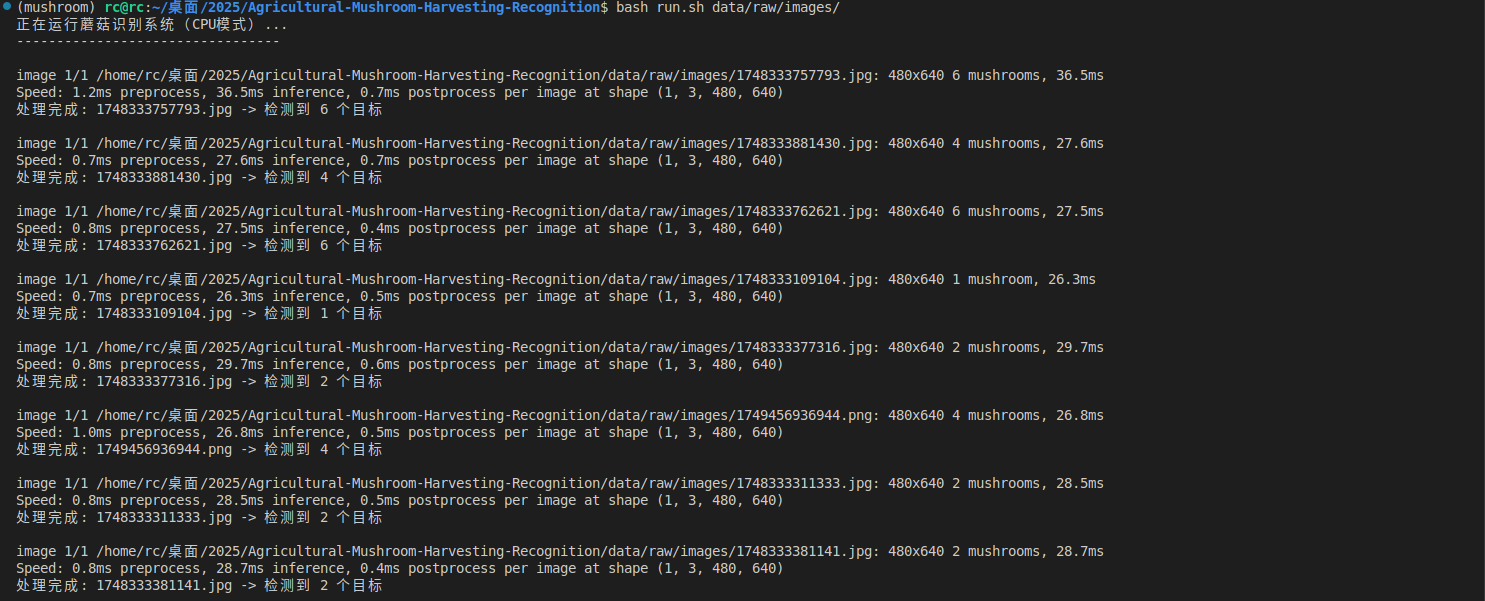 (mushroom) rc@rc:~/桌面/2025/Agricultural-Mushroom-Harvesting-Recognition$ bash run.sh data/raw/images/
正在运行蘑菇识别系统（CPU模式）...
---------------------------------
image 1/1 /home/rc/桌面/2025/Agricultural-Mushroom-Harvesting-Recognition/data/raw/images/1748333757793.jpg: 480x640 6 mushrooms, 36.5ms
Speed: 1.2ms preprocess, 36.5ms inference, 0.7ms postprocess per image at shape (1, 3, 480, 640)
处理完成: 1748333757793.jpg -> 检测到 6 个目标
image 1/1 /home/rc/桌面/2025/Agricultural-Mushroom-Harvesting-Recognition/data/raw/images/1748333881430.jpg: 480x640 4 mushrooms, 27.6ms
Speed: 0.7ms preprocess, 27.6ms inference, 0.7ms postprocess per image at shape (1, 3, 480, 640)
处理完成: 1748333881430.jpg -> 检测到 4 个目标
image 1/1 /home/rc/桌面/2025/Agricultural-Mushroom-Harvesting-Recognition/data/raw/images/1748333762621.jpg: 480x640 6 mushrooms, 27.5ms
Speed: 0.8ms preprocess, 27.5ms inference, 0.4ms postprocess per image at shape (1, 3, 480, 640)
处理完成: 1748333762621.jpg -> 检测到 6 个目标
image 1/1 /home/rc/桌面/2025/Agricultural-Mushroom-Harvesting-Recognition/data/raw/images/1748333109104.jpg: 480x640 1 mushroom, 26.3ms
Speed: 0.7ms preprocess, 26.3ms inference, 0.5ms postprocess per image at shape (1, 3, 480, 640)
处理完成: 1748333109104.jpg -> 检测到 1 个目标
image 1/1 /home/rc/桌面/2025/Agricultural-Mushroom-Harvesting-Recognition/data/raw/images/1748333377316.jpg: 480x640 2 mushrooms, 29.7ms
Speed: 0.8ms preprocess, 29.7ms inference, 0.6ms postprocess per image at shape (1, 3, 480, 640)
处理完成: 1748333377316.jpg -> 检测到 2 个目标
image 1/1 /home/rc/桌面/2025/Agricultural-Mushroom-Harvesting-Recognition/data/raw/images/1749456936944.png: 480x640 4 mushrooms, 26.8ms
Speed: 1.0ms preprocess, 26.8ms inference, 0.5ms postprocess per image at shape (1, 3, 480, 640)
处理完成: 1749456936944.png -> 检测到 4 个目标
image 1/1 /home/rc/桌面/2025/Agricultural-Mushroom-Harvesting-Recognition/data/raw/images/1748333311333.jpg: 480x640 2 mushrooms, 28.5ms
Speed: 0.8ms preprocess, 28.5ms inference, 0.5ms postprocess per image at shape (1, 3, 480, 640)
处理完成: 1748333311333.jpg -> 检测到 2 个目标
image 1/1 /home/rc/桌面/2025/Agricultural-Mushroom-Harvesting-Recognition/data/raw/images/1748333381141.jpg: 480x640 2 mushrooms, 28.7ms
Speed: 0.8ms preprocess, 28.7ms inference, 0.4ms postprocess per image at shape (1, 3, 480, 640)
处理完成: 1748333381141.jpg -> 检测到 2 个目标